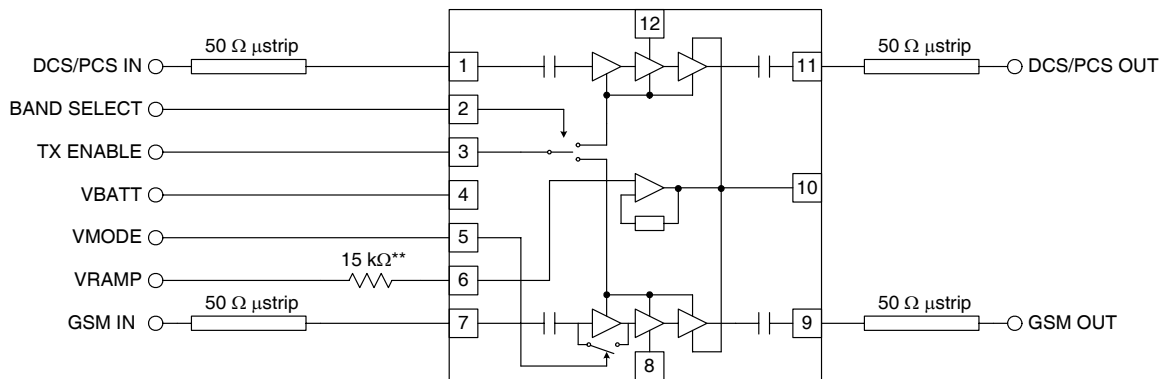 12
50 Ω µstrip
50 Ω µstrip
DCS/PCS IN
1
11
DCS/PCS OUT
BAND SELECT
2
TX ENABLE
3
VBATT
4
10
VMODE
5
15 kΩ**
VRAMP
6
50 Ω µstrip
50 Ω µstrip
GSM IN
7
9
GSM OUT
8